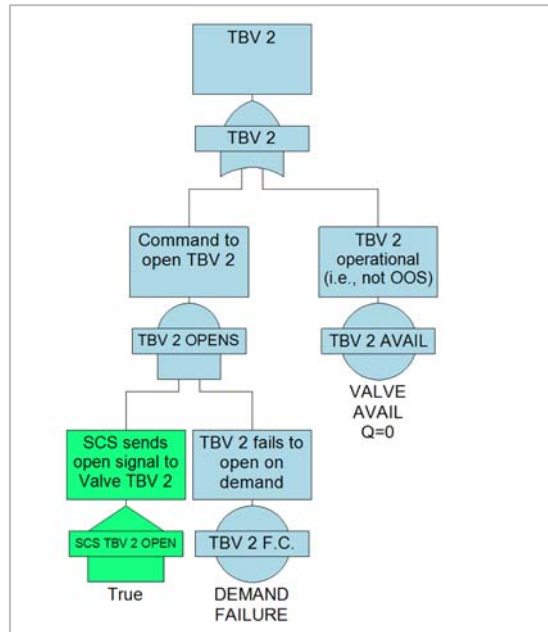 TBV 2
TBV 2
Command to
open TBV 2
TBV 2
operational
(i.e., not OOS)
TBV 2 OPENS
TBV 2 AVAIL
VALVE
AVAIL
Q=0
SCS sends
open signal to
Valve TBV 2
TBV 2 fails to
open on
demand
SCS TBV 2 OPEN
TBV 2 F.C.
True
DEMAND
FAILURE